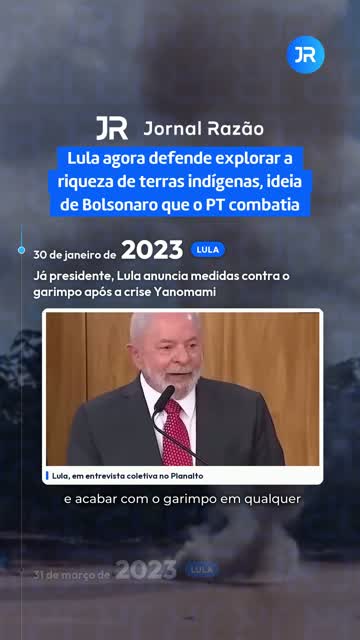 JR
JR Jornal Razão
Lula agora defende explorar a
riqueza de terras indígenas, ideia
de Bolsonaro que o PT combatia
30 de janeiro de 2023 LULA
Já presidente, Lula anuncia medidas contra o
garimpo após a crise Yanomami
Lula, em entrevista coletiva no Planalto
e acabar com o garimpo em qualquer
31 de março de 2023 LULA